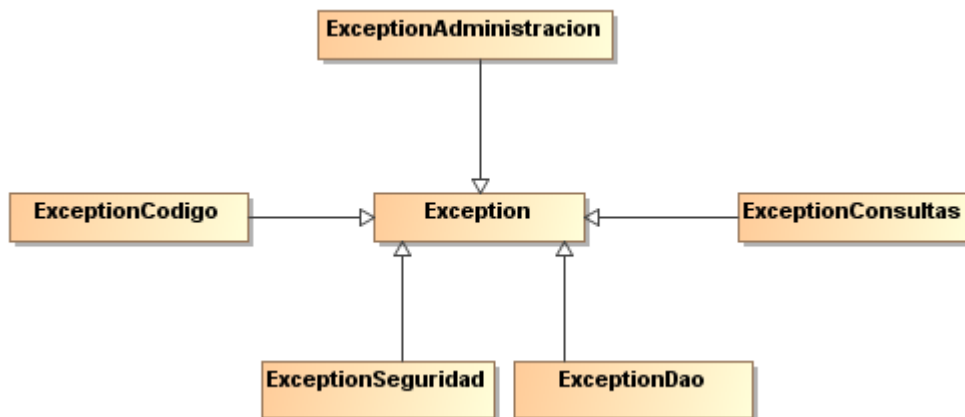 ExceptionAdministracion
ExceptionCodigo
Exception
ExceptionConsultas
ExceptionSeguridad
ExceptionDao